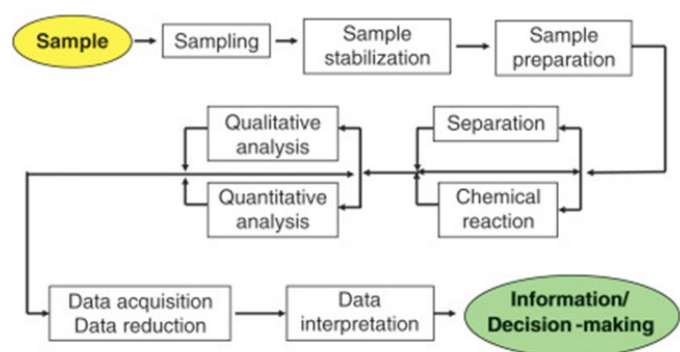 Sample
Sampling
Sample
stabilization
Sample
preparation
Qualitative
analysis
Separation
Quantitative
analysis
Chemical
reaction
Data acquisition
Data reduction
Data
interpretation
Information/
Decision -making